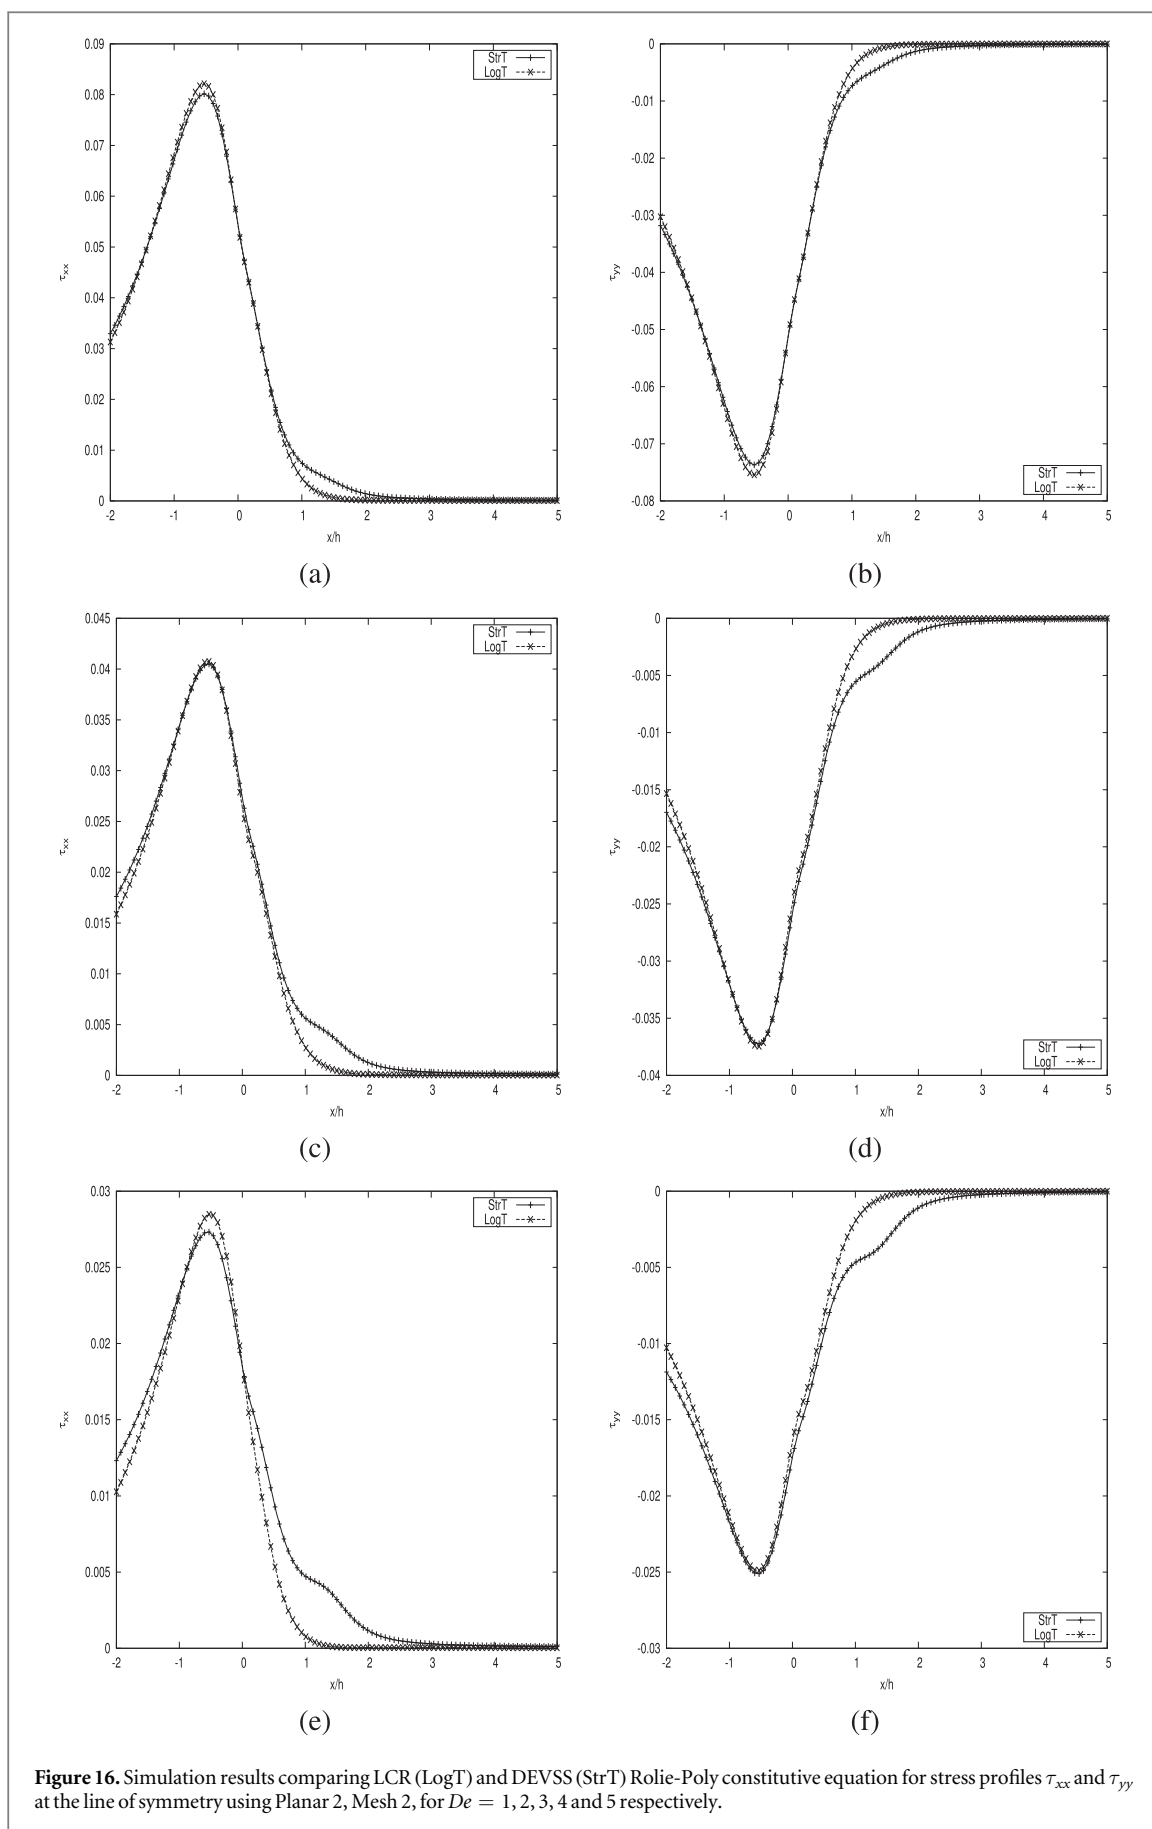 0.09
0.08
0.07
0.06
0.05
0.04
0.03
0.02
0.01
0
τxx
-2 -1 0 1 2 3 4 5
x/h
StrT
LogT
(a)
0
-0.01
-0.02
-0.03
-0.04
-0.05
-0.06
-0.07
-0.08
τyy
-2 -1 0 1 2 3 4 5
x/h
StrT
LogT
(b)
0.045
0.04
0.035
0.03
0.025
0.02
0.015
0.01
0.005
0
τxx
-2 -1 0 1 2 3 4 5
x/h
StrT
LogT
(c)
0
-0.005
-0.01
-0.015
-0.02
-0.025
-0.03
-0.035
-0.04
τyy
-2 -1 0 1 2 3 4 5
x/h
StrT
LogT
(d)
0.03
0.025
0.02
0.015
0.01
0.005
0
τxx
-2 -1 0 1 2 3 4 5
x/h
StrT
LogT
(e)
0
-0.005
-0.01
-0.015
-0.02
-0.025
-0.03
τyy
-2 -1 0 1 2 3 4 5
x/h
StrT
LogT
(f)
Figure 16. Simulation results comparing LCR (LogT) and DEVSS (StrT) Rolie-Poly constitutive equation for stress profiles τxx and τyy
at the line of symmetry using Planar 2, Mesh 2, for De = 1, 2, 3, 4 and 5 respectively.